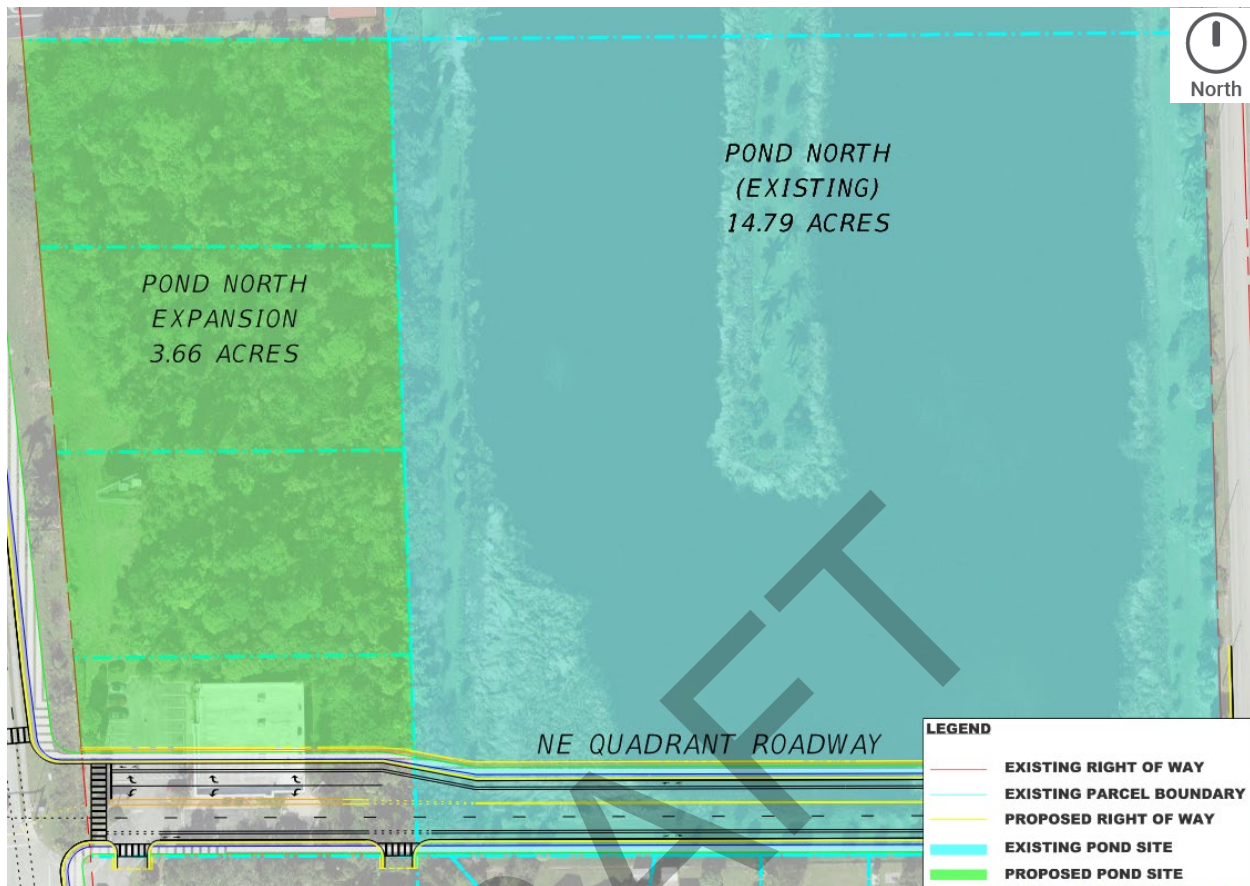 North
POND NORTH
(EXISTING)
14.79 ACRES
POND NORTH
EXPANSION
3.66 ACRES
NE QUADRANT ROADWAY
DRAFT
LEGEND
EXISTING RIGHT OF WAY
EXISTING PARCEL BOUNDARY
PROPOSED RIGHT OF WAY
EXISTING POND SITE
PROPOSED POND SITE